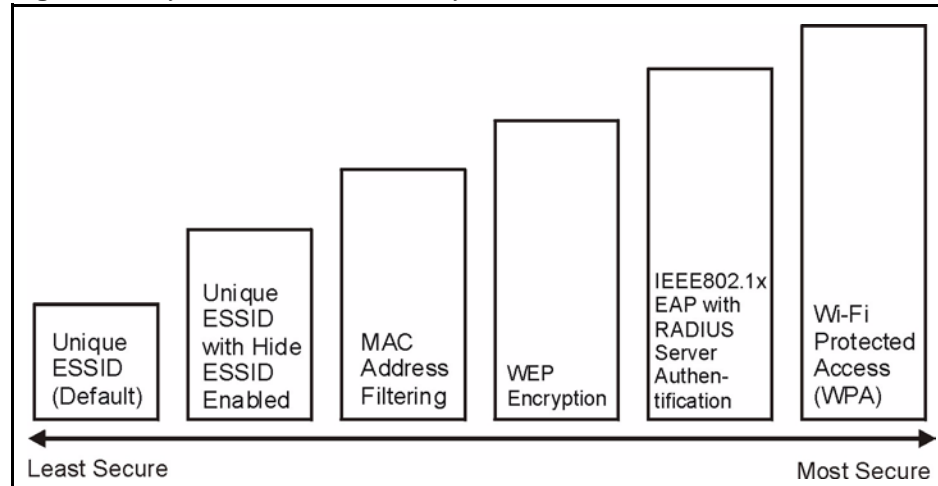 Unique
ESSID
(Default)
Unique
ESSID
with Hide
ESSID
Enabled
MAC
Address
Filtering
WEP
Encryption
IEEE802.1x
EAP with
RADIUS
Server
Authen-
tification
Wi-Fi
Protected
Access
(WPA)
Least Secure
Most Secure